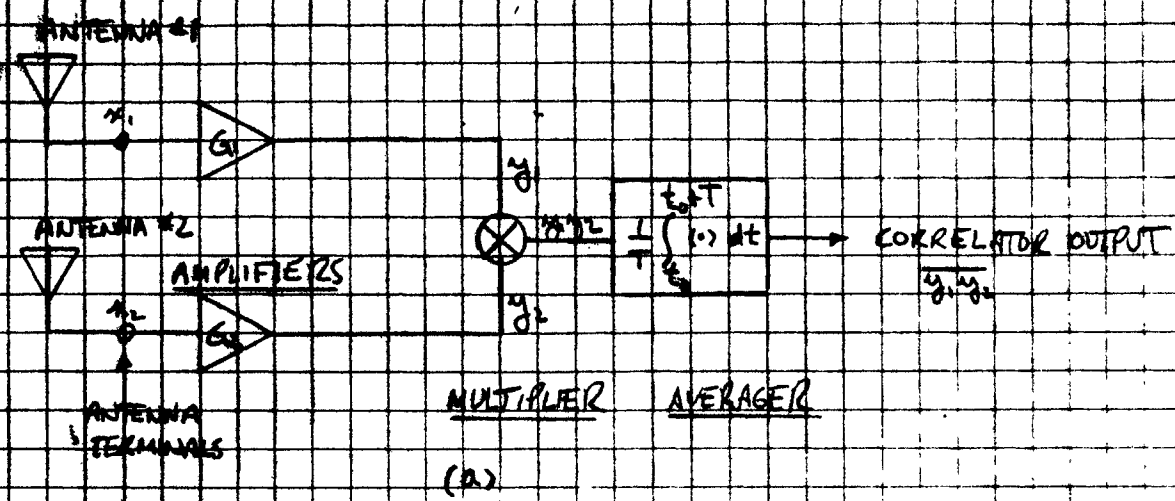 ANTENNA #1
x₁
G₁
y₁
ANTENNA #2
AMPLIFIERS
x₂
G₂
y₂
y₁y₂
1/T ∫ t₀ t₀+T (·) dt
CORRELATOR OUTPUT
y₁y₂
ANTENNA
TERMINALS
MULTIPLIER
AVERAGER
(a)